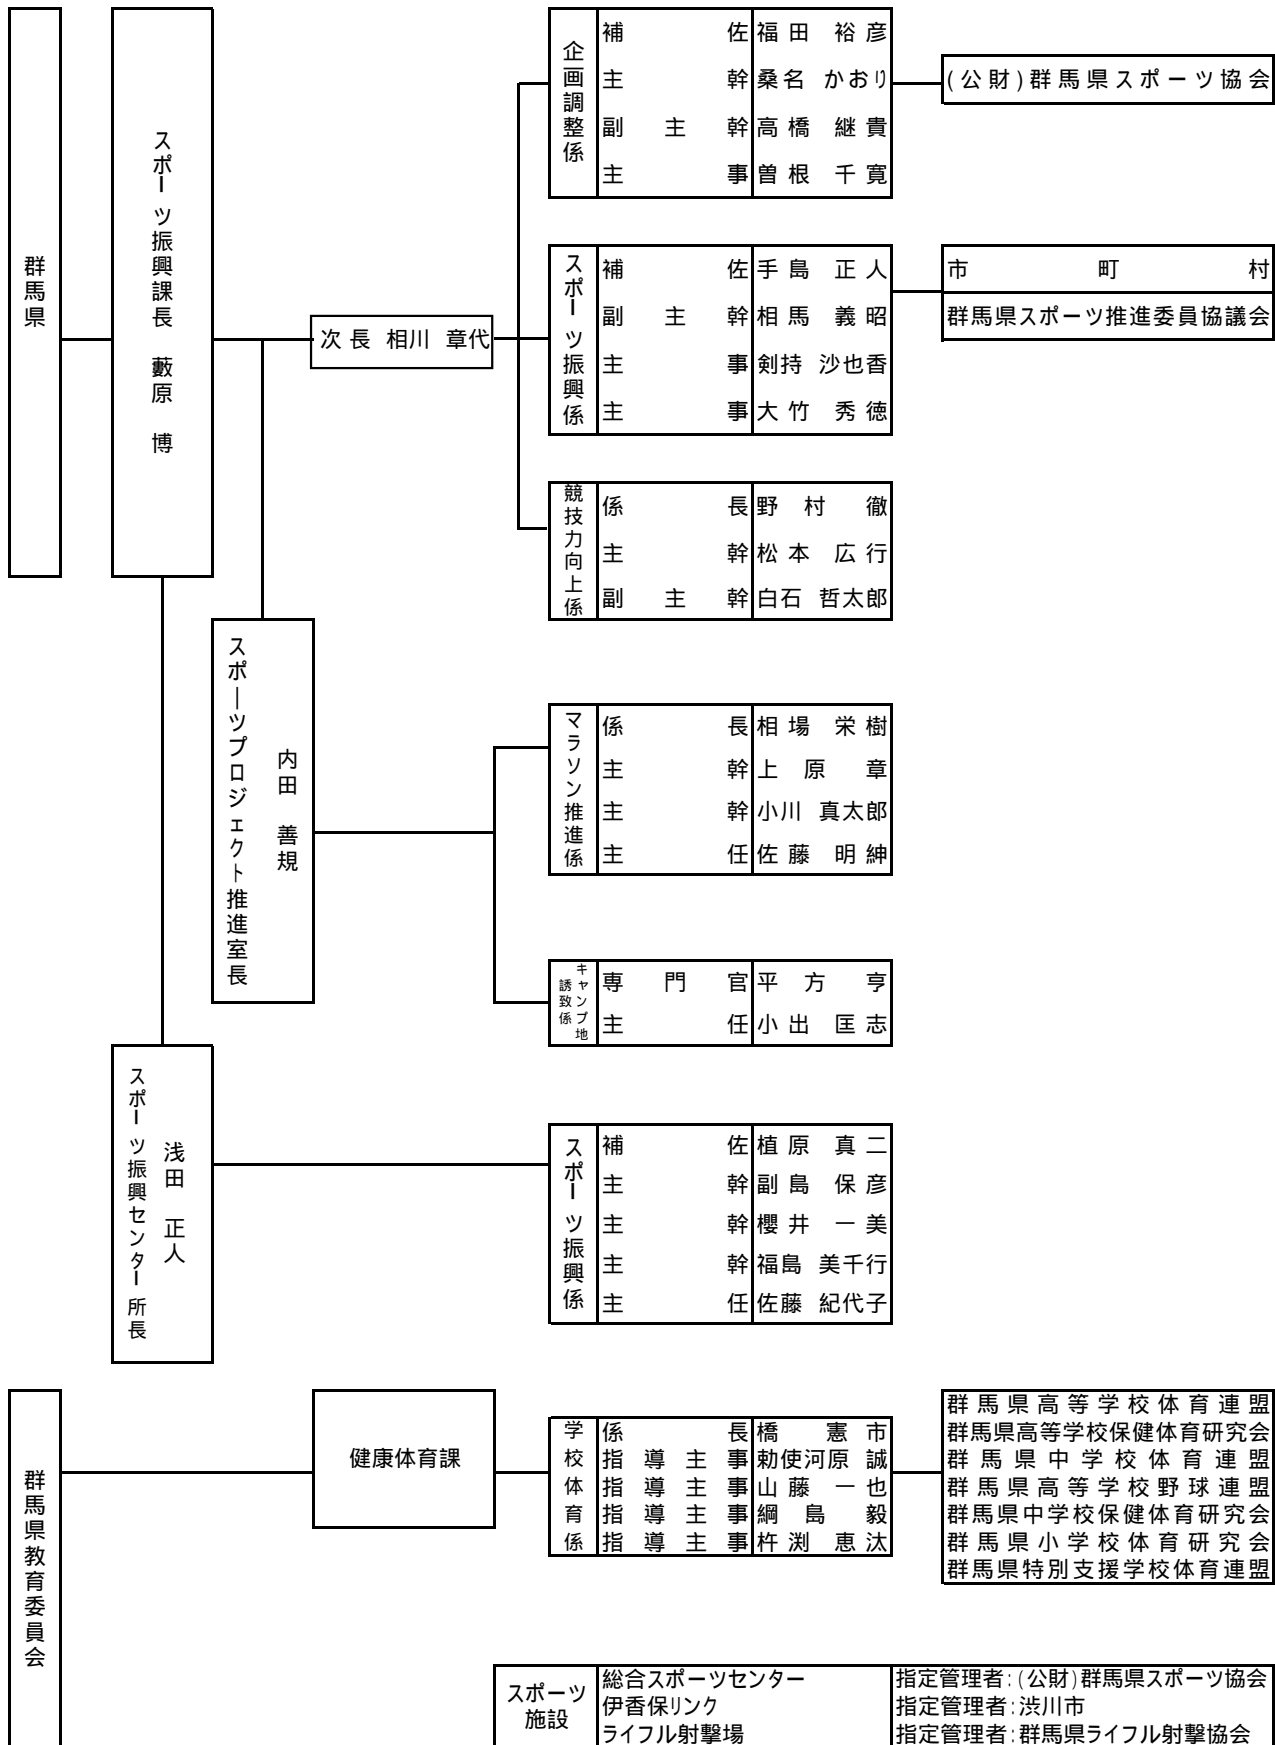 群馬県
スポーツ振興課長 藪原 博
次長 相川 章代
企画調整係
補佐 福田 裕彦
主幹 桑名 かおり
副主幹 高橋 継貴
主事 曽根 千寛
(公財)群馬県スポーツ協会
スポーツ振興係
補佐 手島 正人
副主幹 相馬 義昭
主事 剣持 沙也香
主事 大竹 秀徳
市町村
群馬県スポーツ推進委員協議会
競技力向上係
係長 野村 徹
主幹 松本 広行
副主幹 白石 哲太郎
スポーツプロジェクト推進室長
内田 善規
マラソン推進係
係長 相場 栄樹
主幹 上原 章
主幹 小川 真太郎
主任 佐藤 明紳
キャンプ地
誘致係
専門官 平方 亨
主任 小出 匡志
スポーツ振興センター所長
浅田 正人
スポーツ振興係
補佐 植原 真二
主幹 副島 保彦
主幹 櫻井 一美
主幹 福島 美千行
主任 佐藤 紀代子
群馬県教育委員会
健康体育課
学校体育係
係長 橋 憲市
指導主事 勅使河原 誠
指導主事 山藤 一也
指導主事 綱島 毅
指導主事 杵渕 恵汰
群馬県高等学校体育連盟
群馬県高等学校保健体育研究会
群馬県中学校体育連盟
群馬県高等学校野球連盟
群馬県中学校保健体育研究会
群馬県小学校体育研究会
群馬県特別支援学校体育連盟
スポーツ
施設
総合スポーツセンター 指定管理者:(公財)群馬県スポーツ協会
伊香保リンク 指定管理者:渋川市
ライフル射撃場 指定管理者:群馬県ライフル射撃協会